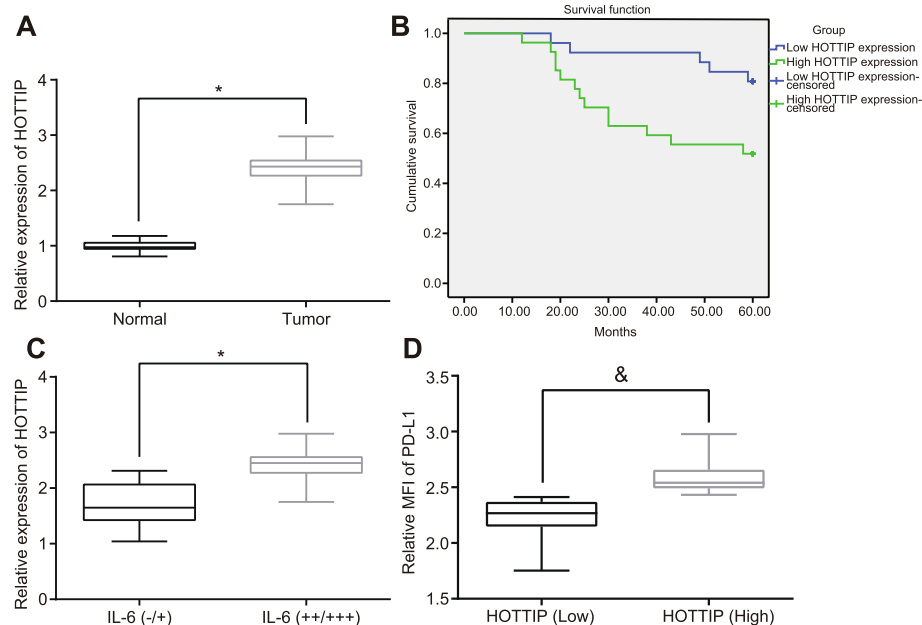 A
Relative expression of HOTTIP
4
3
2
1
0
*
Normal
Tumor
B
Survival function
Cumulative survival
1.0
0.8
0.6
0.4
0.2
0.0
0.00
10.00
20.00
30.00
40.00
50.00
60.00
Months
Group
Low HOTTIP expression
High HOTTIP expression
Low HOTTIP expression-
censored
High HOTTIP expression-
censored
C
Relative expression of HOTTIP
4
3
2
1
0
*
IL-6 (-/+)
IL-6 (++/+++)
D
Relative MFI of PD-L1
3.5
3.0
2.5
2.0
1.5
&
HOTTIP (Low)
HOTTIP (High)